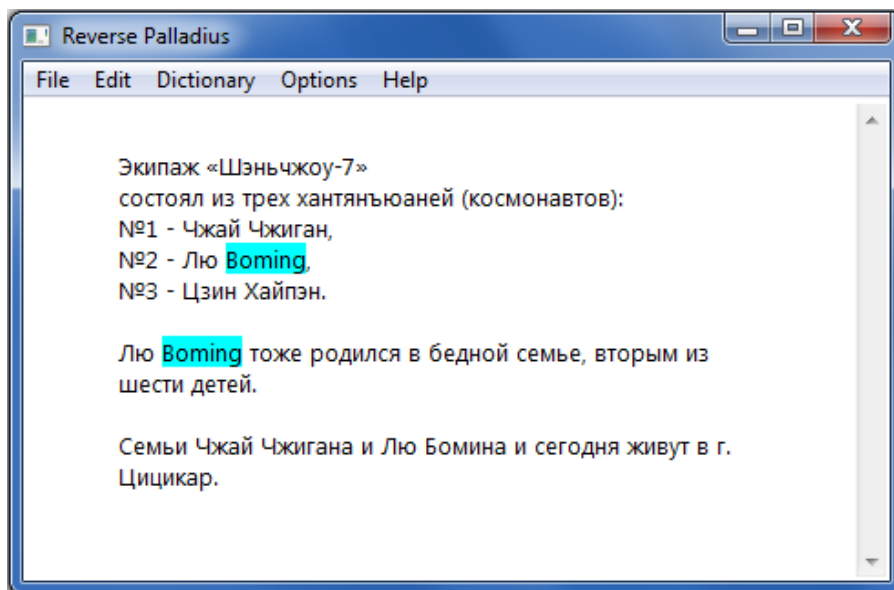 Reverse Palladius
File Edit Dictionary Options Help
Экипаж «Шэньчжоу-7»
состоял из трех хантянъюаней (космонавтов):
№1 - Чжай Чжиган,
№2 - Лю Boming,
№3 - Цзин Хайпэн.
Лю Boming тоже родился в бедной семье, вторым из
шести детей.
Семьи Чжай Чжигана и Лю Бомина и сегодня живут в г.
Цицикар.